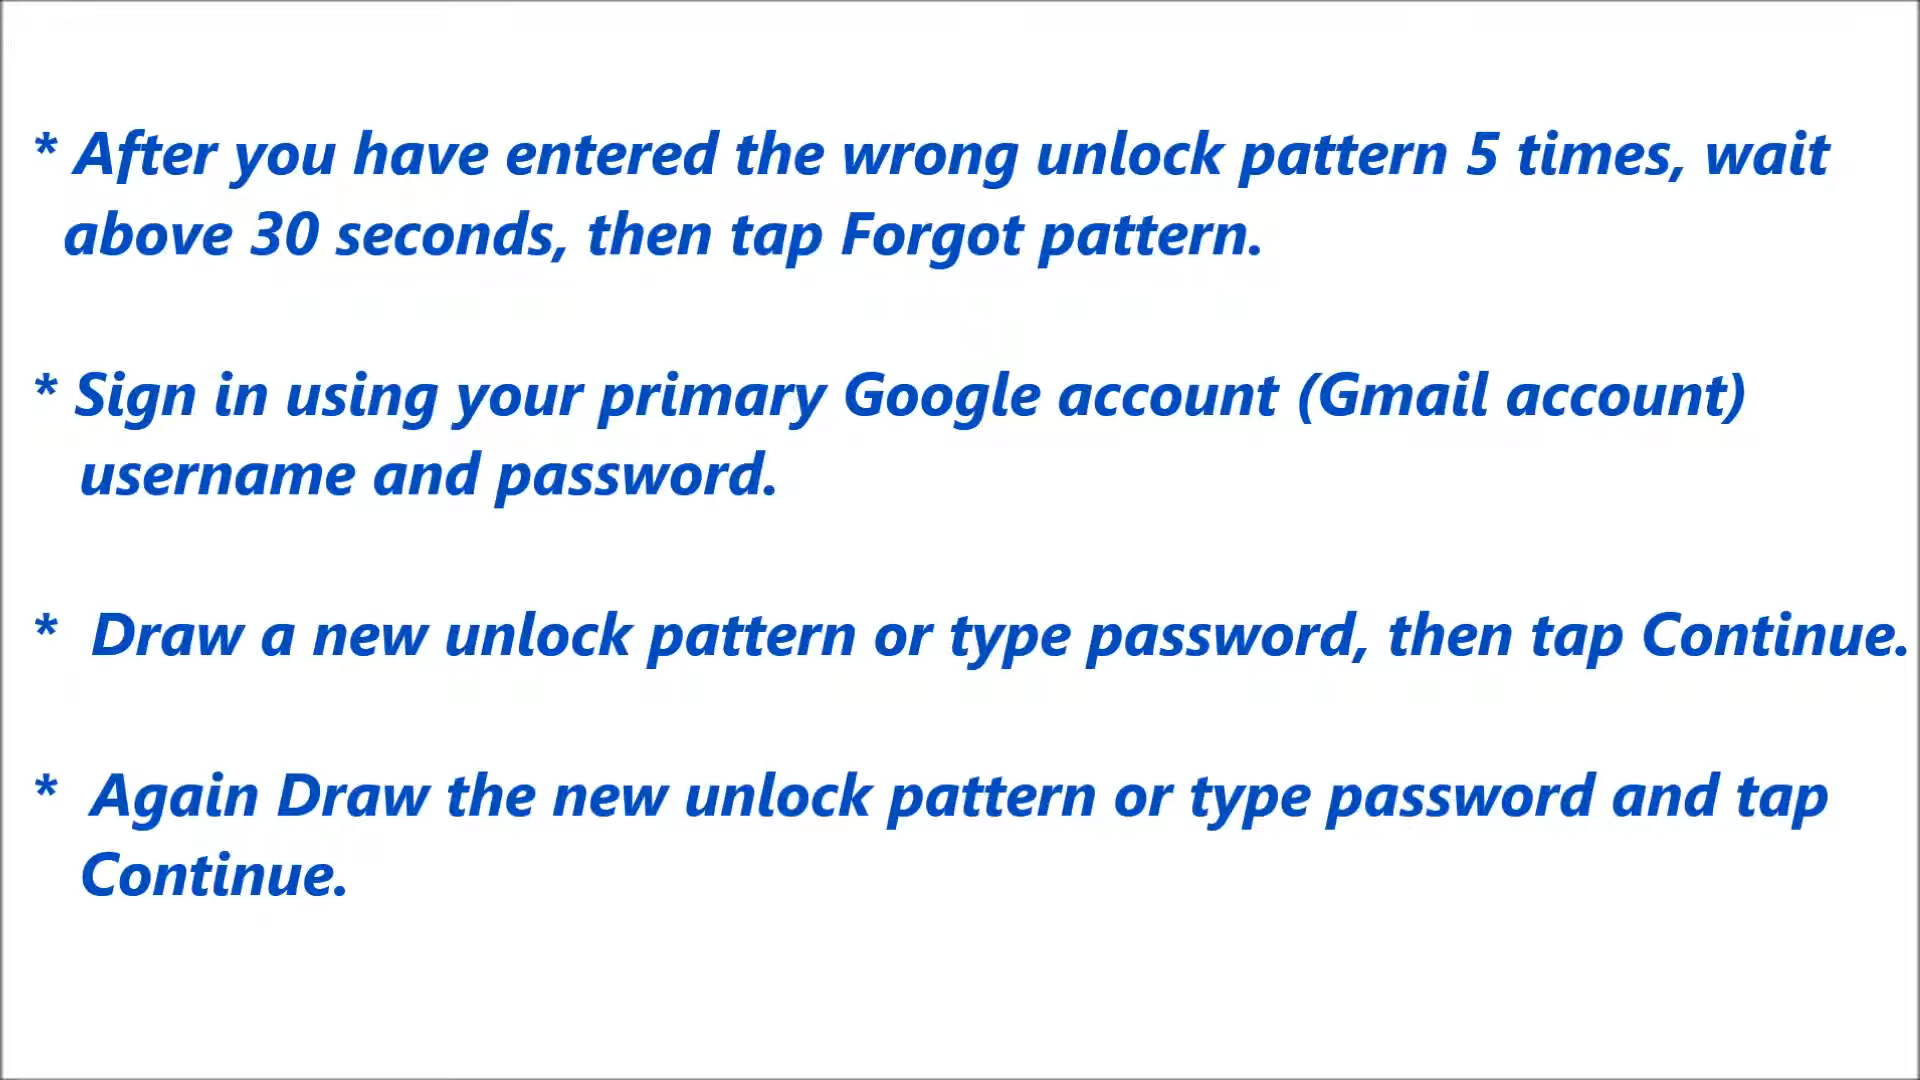 * After you have entered the wrong unlock pattern 5 times, wait
above 30 seconds, then tap Forgot pattern.
* Sign in using your primary Google account (Gmail account)
username and password.
* Draw a new unlock pattern or type password, then tap Continue.
* Again Draw the new unlock pattern or type password and tap
Continue.